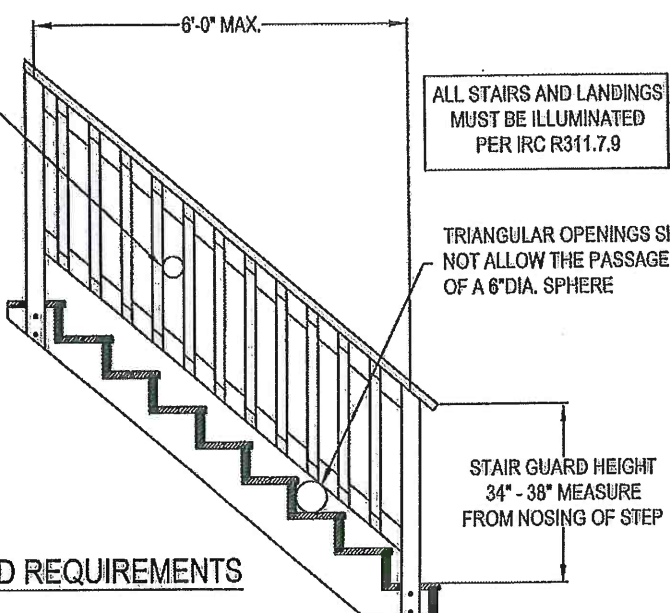 6'-0" MAX.
ALL STAIRS AND LANDINGS
MUST BE ILLUMINATED
PER IRC R311.7.9
TRIANGULAR OPENINGS
NOT ALLOW THE PASSAGE
OF A 6"DIA. SPHERE
STAIR GUARD HEIGHT
34" - 38" MEASURE
FROM NOSING OF STEP
D REQUIREMENTS